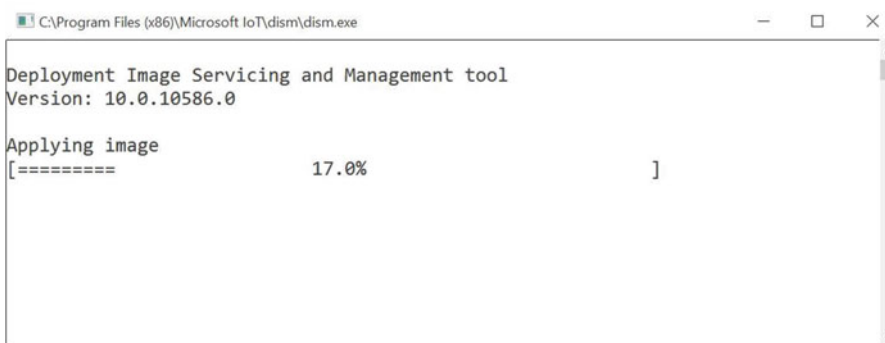 C:\Program Files (x86)\Microsoft IoT\dism\dism.exe
Deployment Image Servicing and Management tool
Version: 10.0.10586.0
Applying image
[=========                  17.0%                          ]